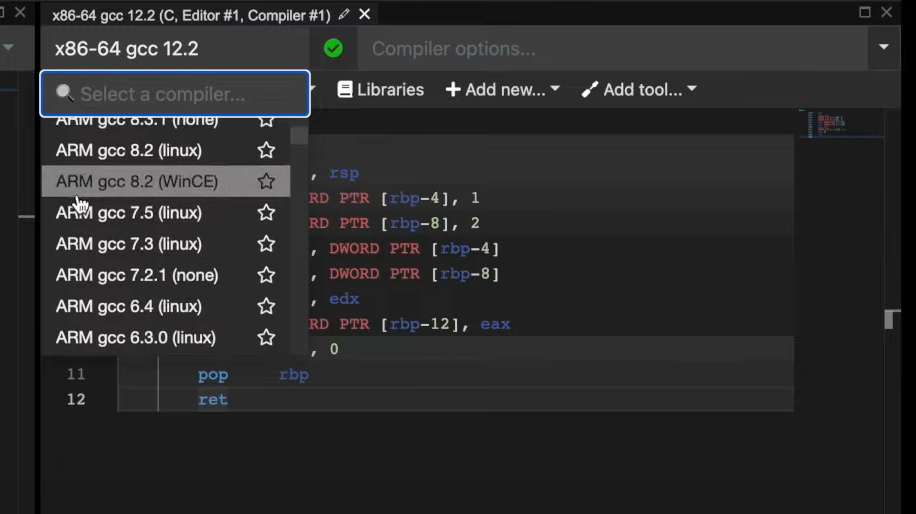 x86-64 gcc 12.2 (C, Editor #1, Compiler #1)
x86-64 gcc 12.2
Compiler options...
Select a compiler...
Libraries
Add new...
Add tool...
ARM gcc 8.3.1 (none)
ARM gcc 8.2 (linux)
, rsp
ARM gcc 8.2 (WinCE)
RD PTR [rbp-4], 1
ARM gcc 7.5 (linux)
RD PTR [rbp-8], 2
ARM gcc 7.3 (linux)
, DWORD PTR [rbp-4]
ARM gcc 7.2.1 (none)
, DWORD PTR [rbp-8]
ARM gcc 6.4 (linux)
, edx
RD PTR [rbp-12], eax
ARM gcc 6.3.0 (linux)
, 0
11 pop rbp
12 ret